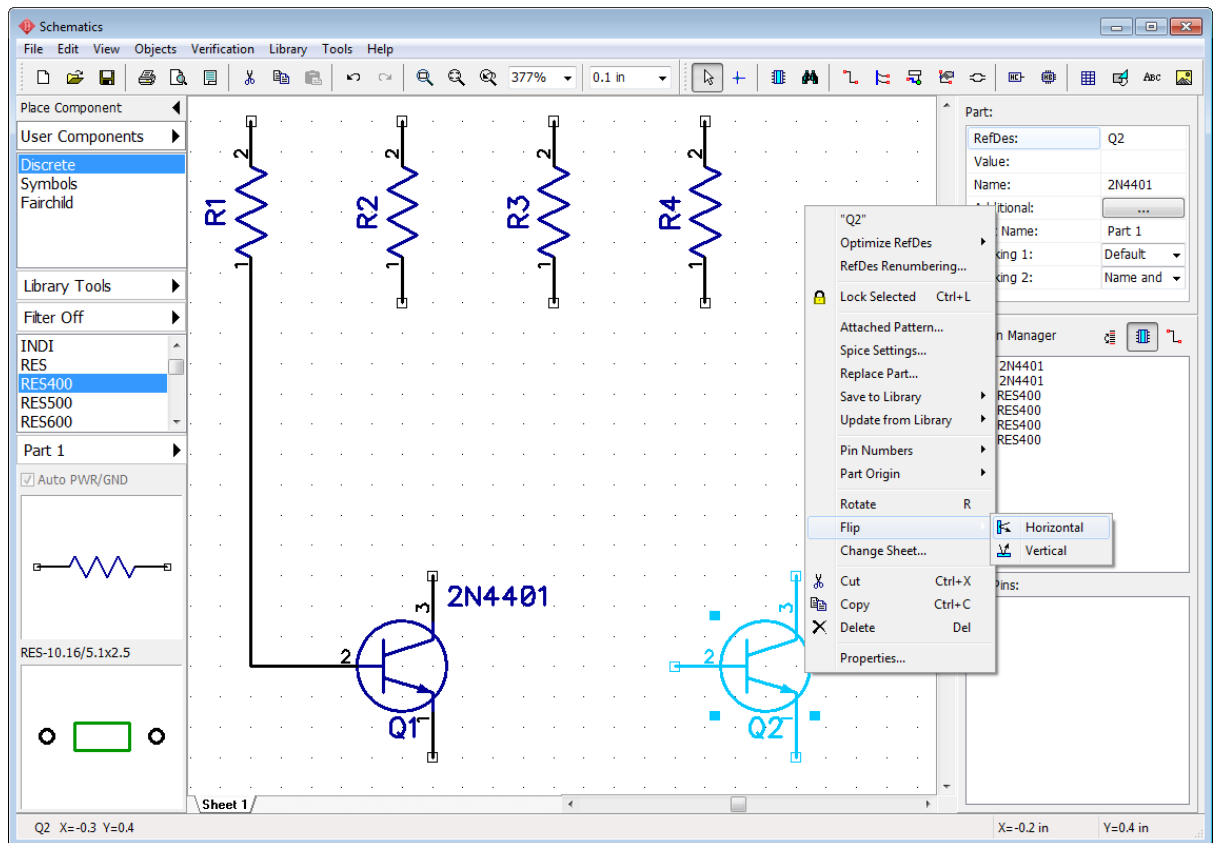 Schematics
File Edit View Objects Verification Library Tools Help
377% 0.1 in ABC
Place Component
User Components
Discrete
Symbols
Fairchild
Library Tools
Filter Off
INDI
RES
RES400
RES500
RES600
Part 1
Auto PWR/GND
RES-10.16/5.1x2.5
2 2 2 2
R1 R2 R3 R4
1 1 1 1
2N4401
3 3
2 2
Q1 Q2
1 1
Sheet 1
"Q2"
Optimize RefDes
RefDes Renumbering...
Lock Selected Ctrl+L
Attached Pattern...
Spice Settings...
Replace Part...
Save to Library
Update from Library
Pin Numbers
Part Origin
Rotate R
Flip
Change Sheet...
Cut Ctrl+X
Copy Ctrl+C
Delete Del
Properties...
Horizontal
Vertical
Part:
RefDes: Q2
Value:
Name: 2N4401
...
Name: Part 1
king 1: Default
king 2: Name and
n Manager
2N4401
2N4401
RES400
RES400
RES400
RES400
Pins:
Q2 X=-0.3 Y=0.4
X=-0.2 in Y=0.4 in